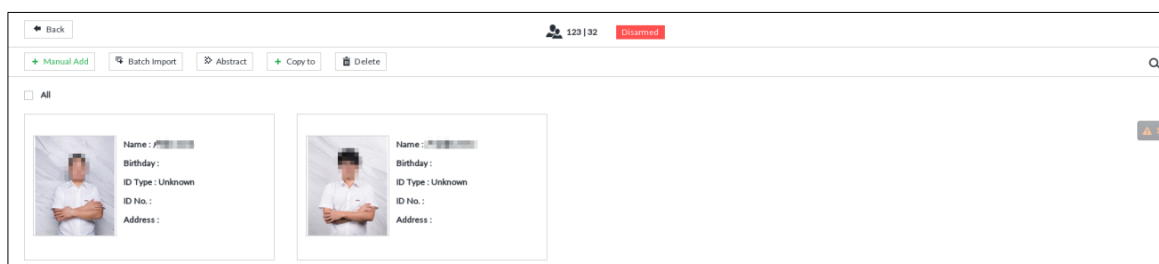 Back
123 | 32 Disarmed
+ Manual Add Batch Import Abstract + Copy to Delete
All
Name :
Birthday :
ID Type : Unknown
ID No. :
Address :
Name :
Birthday :
ID Type : Unknown
ID No. :
Address :